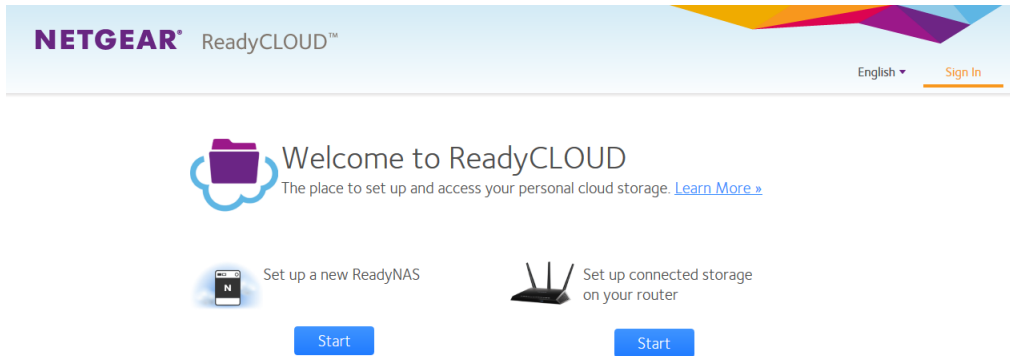 NETGEAR® ReadyCLOUD™
English ▾ Sign In
Welcome to ReadyCLOUD
The place to set up and access your personal cloud storage. Learn More »
Set up a new ReadyNAS
N
Set up connected storage
on your router
Start
Start